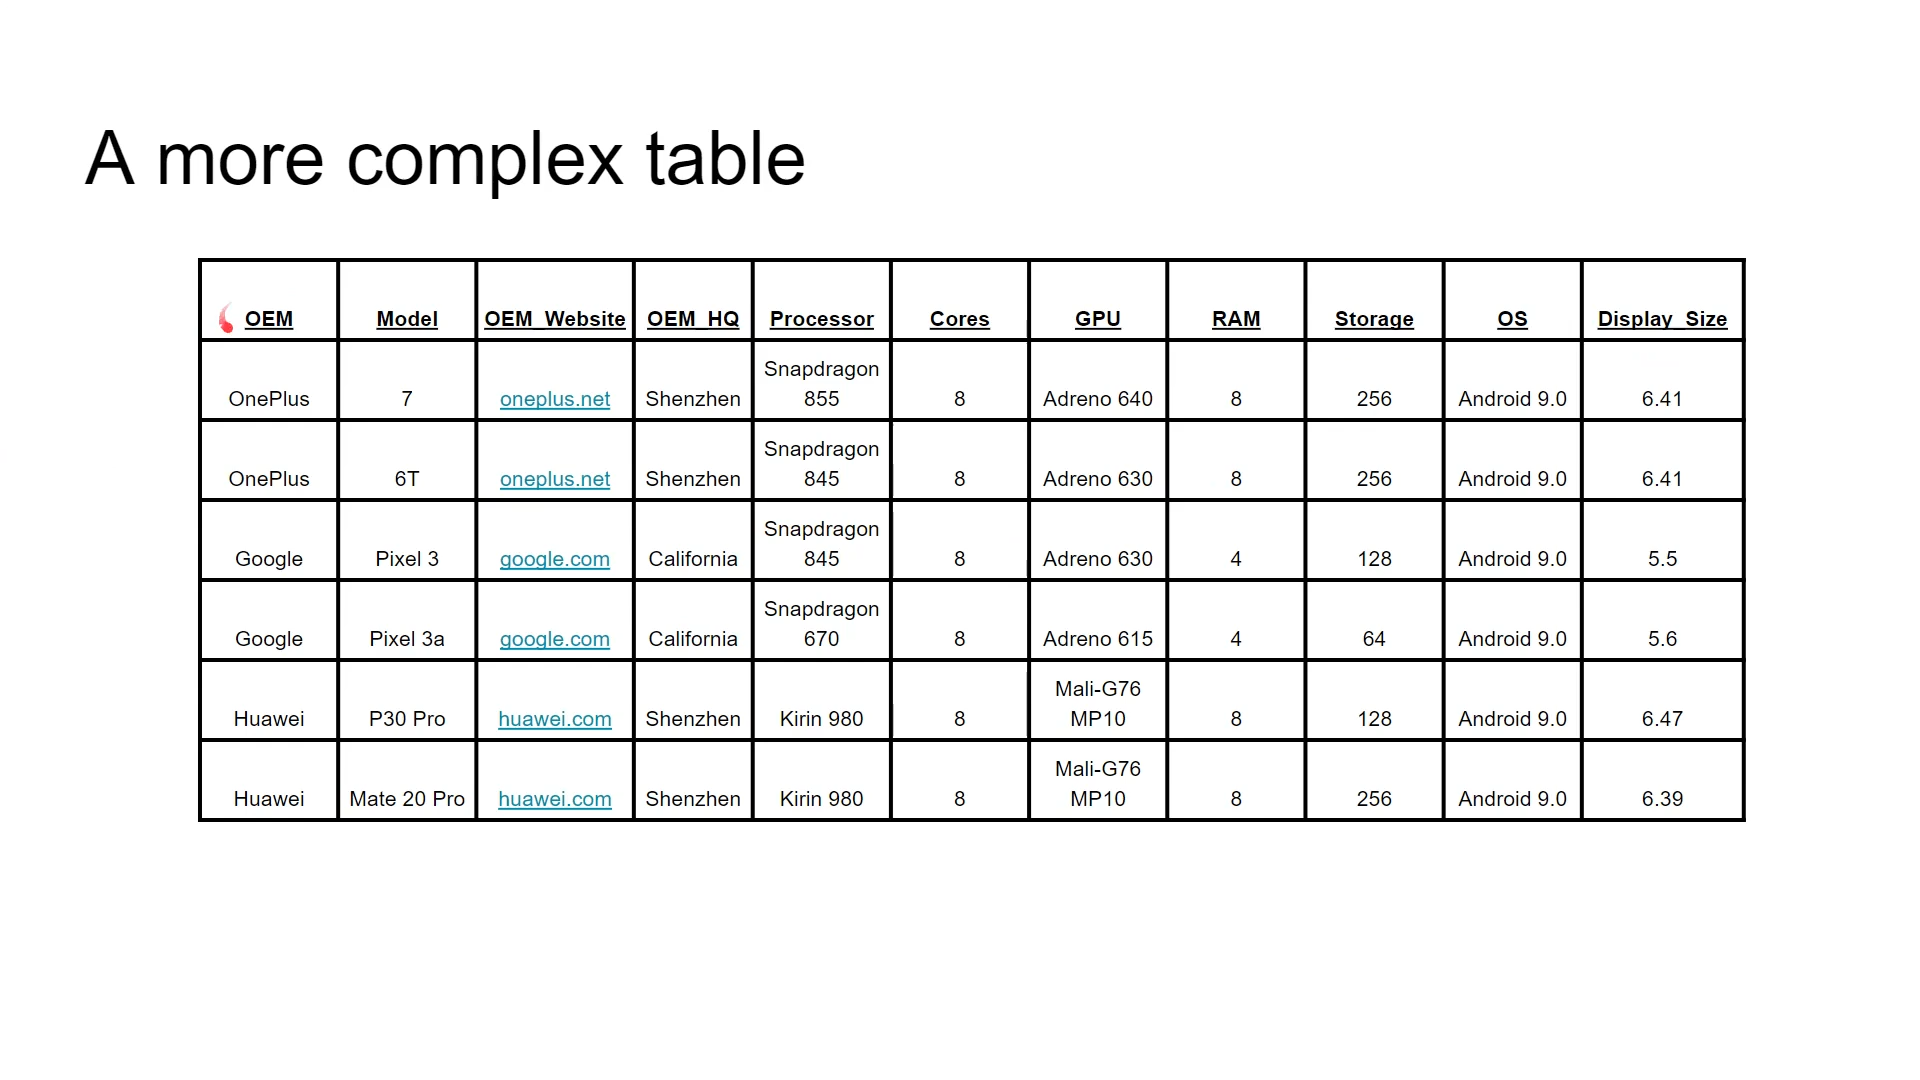 A more complex table
OEM Model OEM_Website OEM_HQ Processor Cores GPU RAM Storage OS Display_Size
OnePlus 7 oneplus.net Shenzhen Snapdragon 855 8 Adreno 640 8 256 Android 9.0 6.41
OnePlus 6T oneplus.net Shenzhen Snapdragon 845 8 Adreno 630 8 256 Android 9.0 6.41
Google Pixel 3 google.com California Snapdragon 845 8 Adreno 630 4 128 Android 9.0 5.5
Google Pixel 3a google.com California Snapdragon 670 8 Adreno 615 4 64 Android 9.0 5.6
Huawei P30 Pro huawei.com Shenzhen Kirin 980 8 Mali-G76 MP10 8 128 Android 9.0 6.47
Huawei Mate 20 Pro huawei.com Shenzhen Kirin 980 8 Mali-G76 MP10 8 256 Android 9.0 6.39